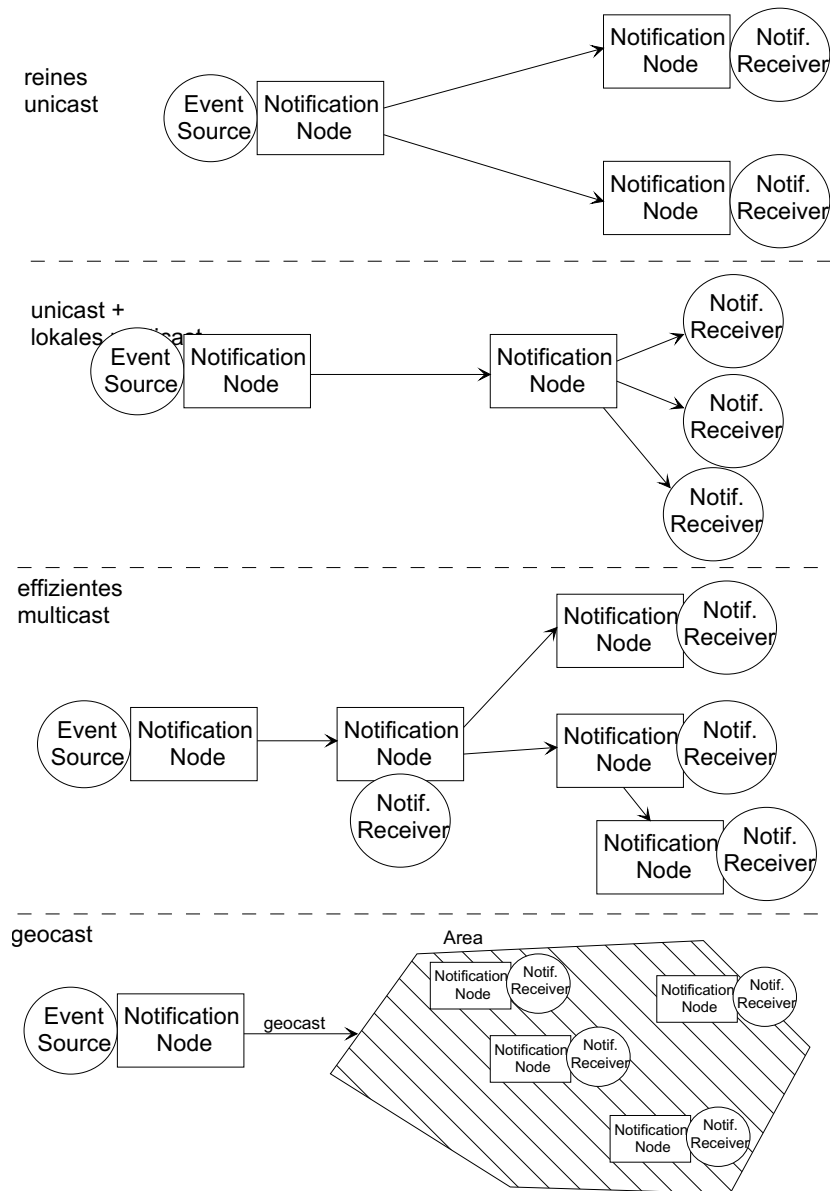 reines
unicast
Event
Source
Notification
Node
Notification
Node
Notif.
Receiver
Notification
Node
Notif.
Receiver
unicast +
lokales
Event
Source
Notification
Node
Notification
Node
Notif.
Receiver
Notif.
Receiver
Notif.
Receiver
effizientes
multicast
Event
Source
Notification
Node
Notification
Node
Notif.
Receiver
Notification
Node
Notif.
Receiver
Notification
Node
Notif.
Receiver
Notification
Node
Notif.
Receiver
geocast
Event
Source
Notification
Node
geocast
Area
Notification
Node
Notif.
Receiver
Notification
Node
Notif.
Receiver
Notification
Node
Notif.
Receiver
Notification
Node
Notif.
Receiver